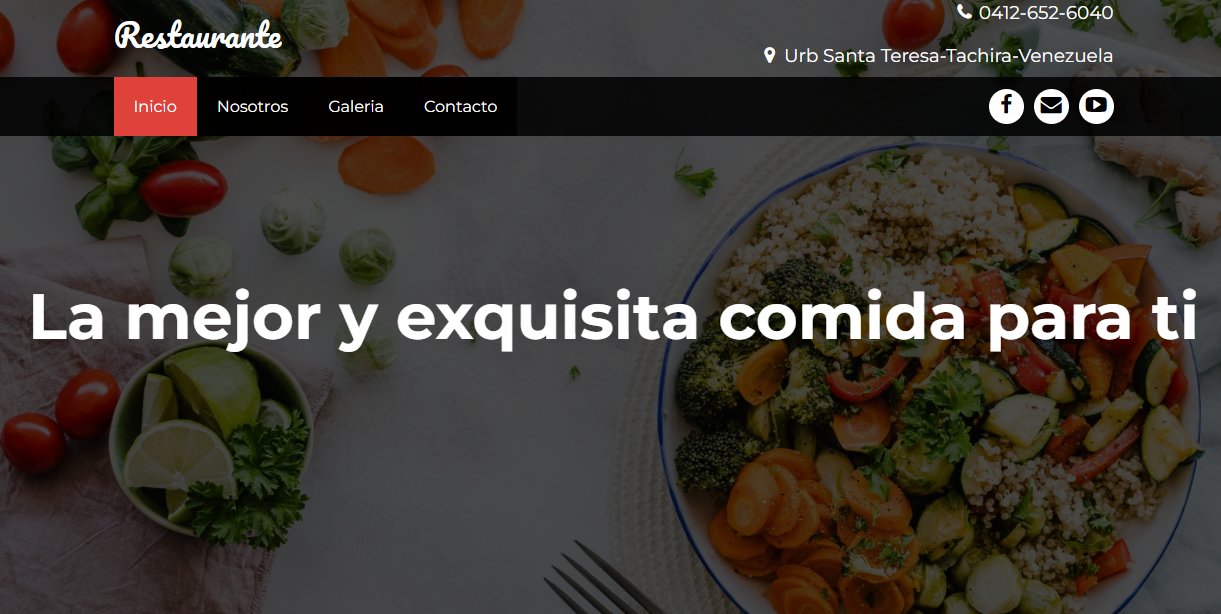 Restaurante
0412-652-6040
Urb Santa Teresa-Tachira-Venezuela
Inicio Nosotros Galeria Contacto
La mejor y exquisita comida para ti